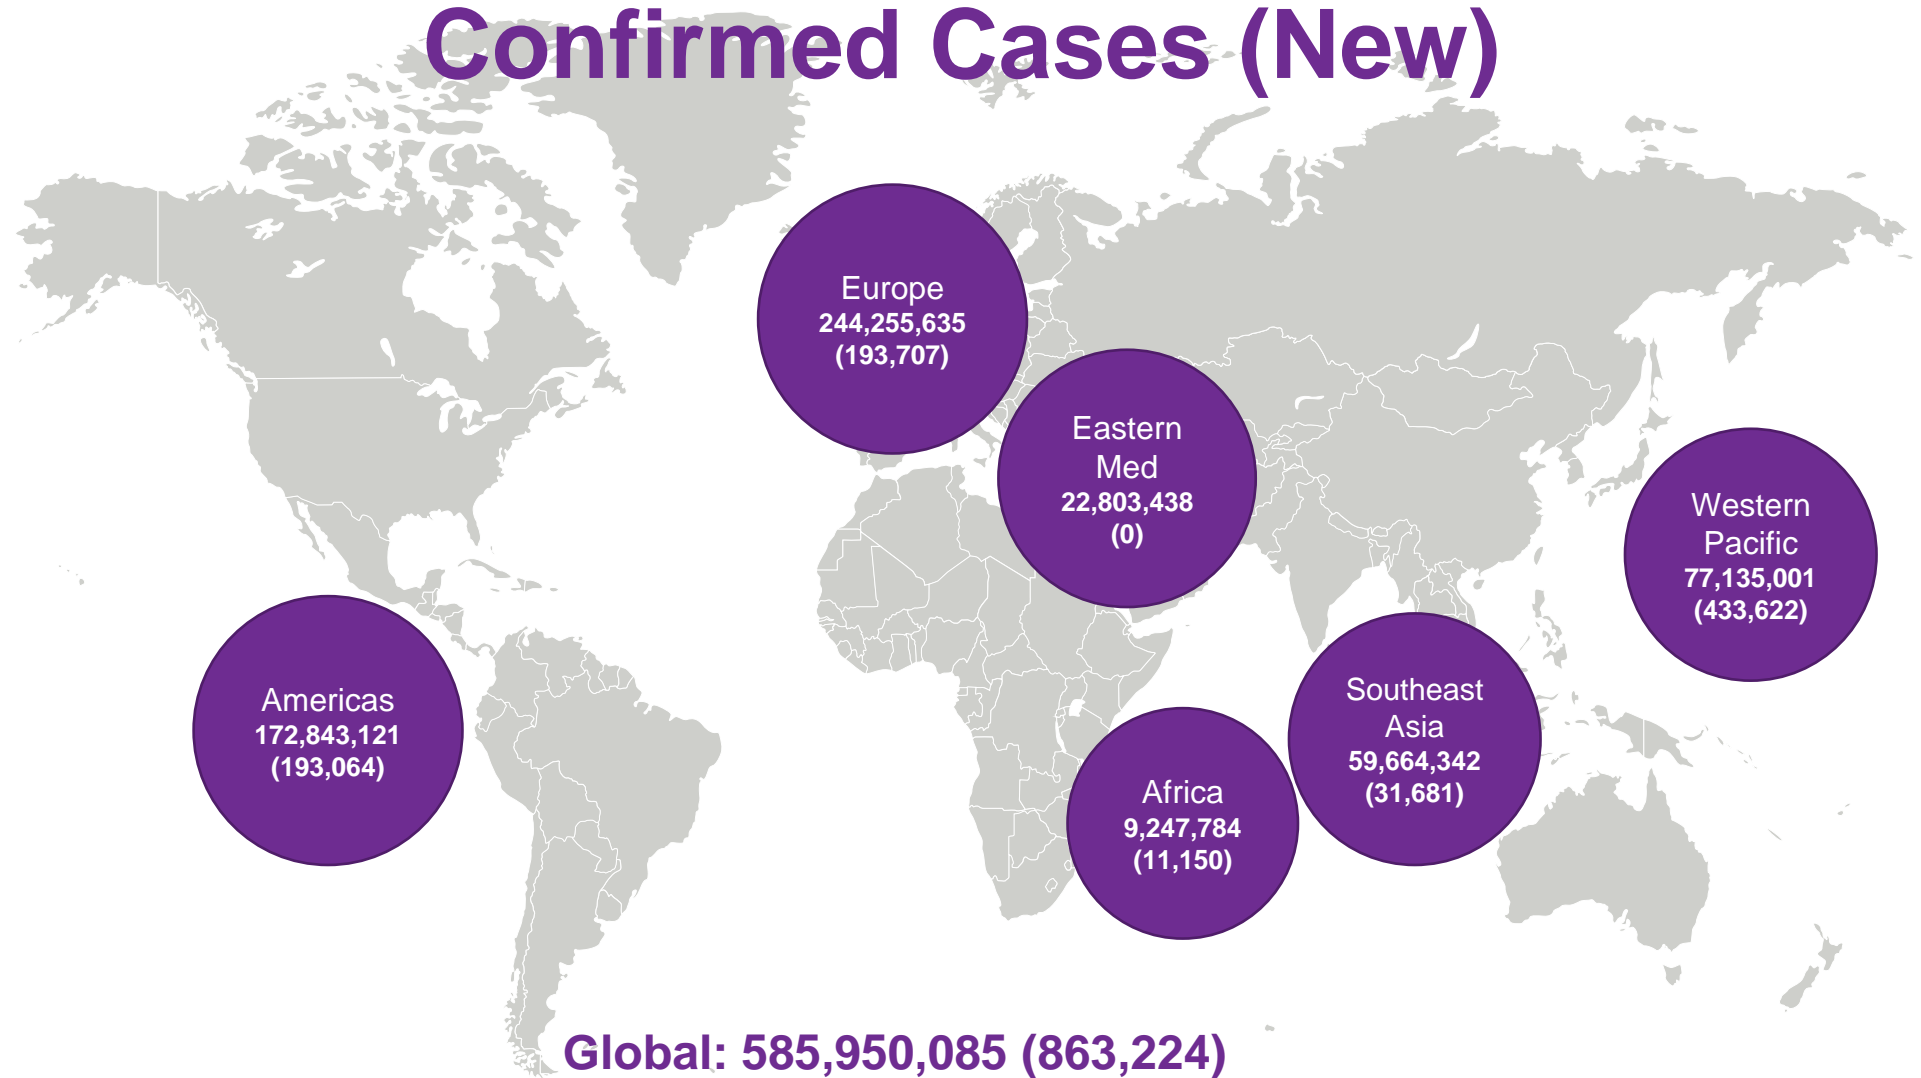 Confirmed Cases (New)
Europe
244,255,635
(193,707)
Eastern
Med
22,803,438
(0)
Western
Pacific
77,135,001
(433,622)
Americas
172,843,121
(193,064)
Southeast
Asia
59,664,342
(31,681)
Africa
9,247,784
(11,150)
Global: 585,950,085 (863,224)